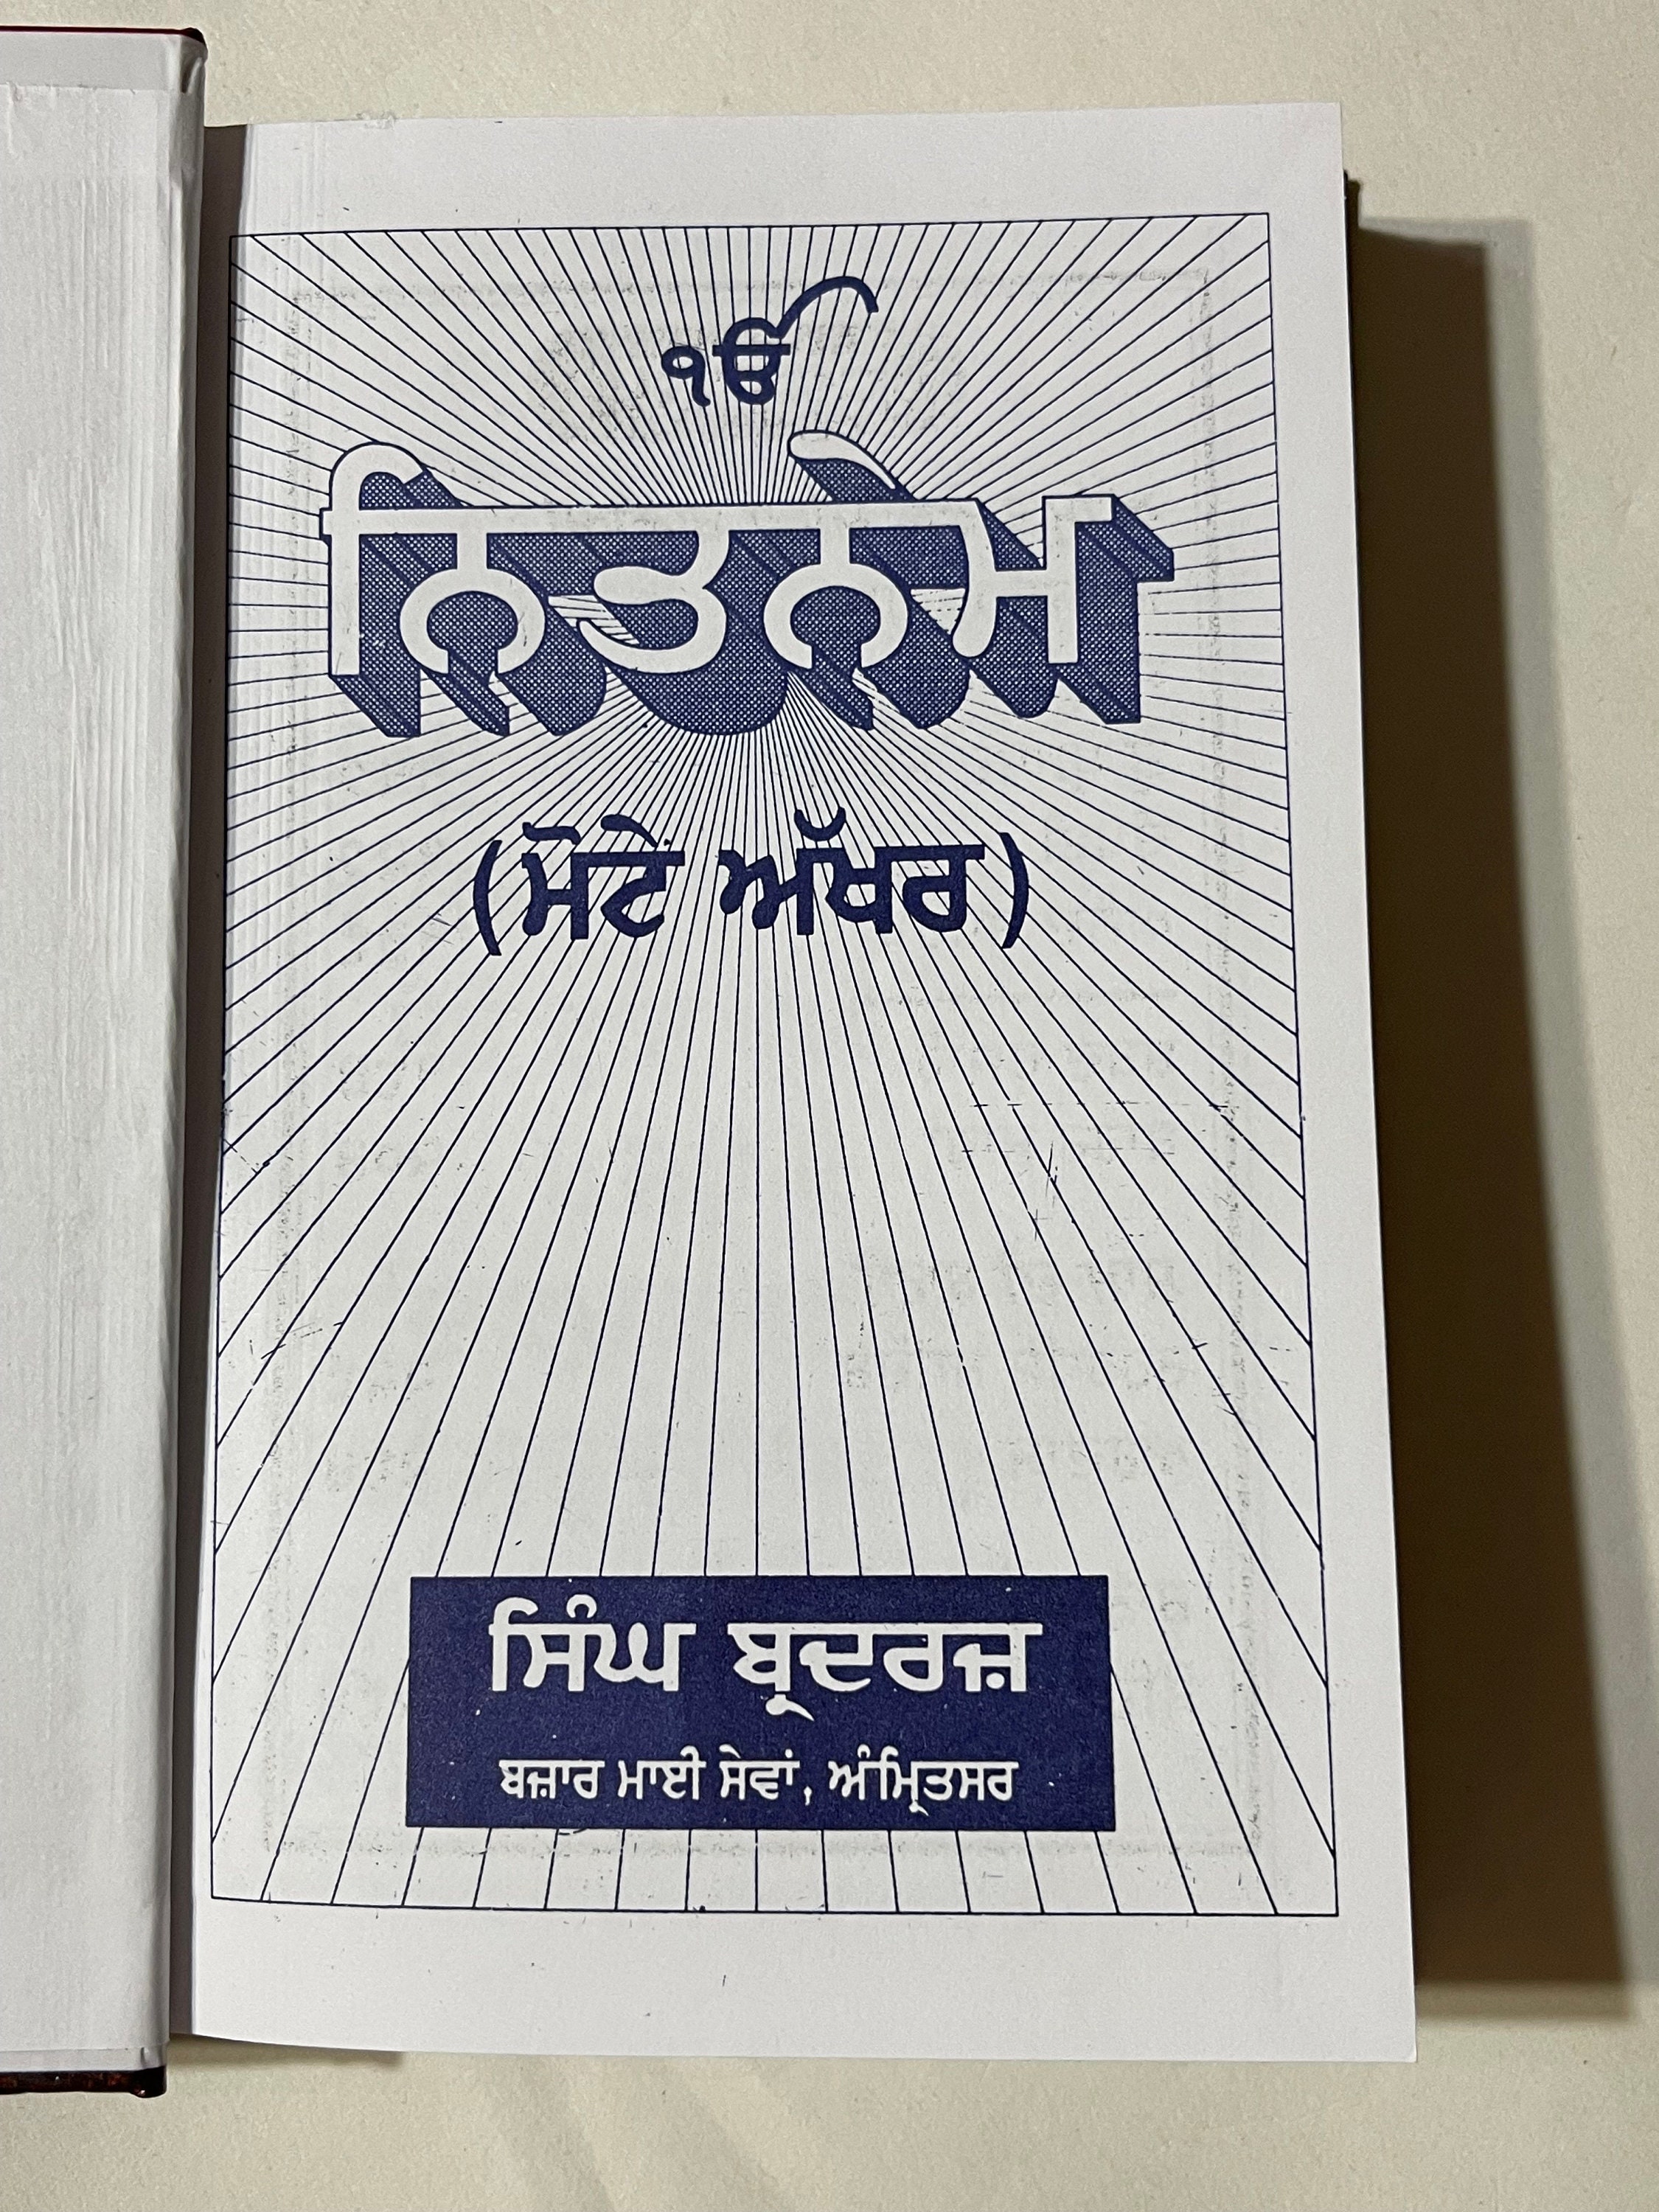 ੴ
ਨਿਤਨੇਮ
(ਮੋਟੇ ਅੱਖਰ)
ਸਿੰਘ ਬ੍ਰਦਰਜ਼
ਬਜ਼ਾਰ ਮਾਈ ਸੇਵਾਂ, ਅੰਮ੍ਰਿਤਸਰ